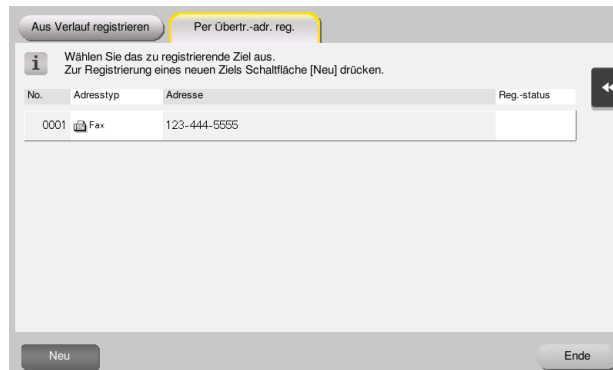 Aus Verlauf registrieren
Per Übertr.-adr. reg.
i
Wählen Sie das zu registrierende Ziel aus.
Zur Registrierung eines neuen Ziels Schaltfläche [Neu] drücken.
No. Adresstyp Adresse Reg.-status
0001 Fax 123-444-5555
Neu
Ende